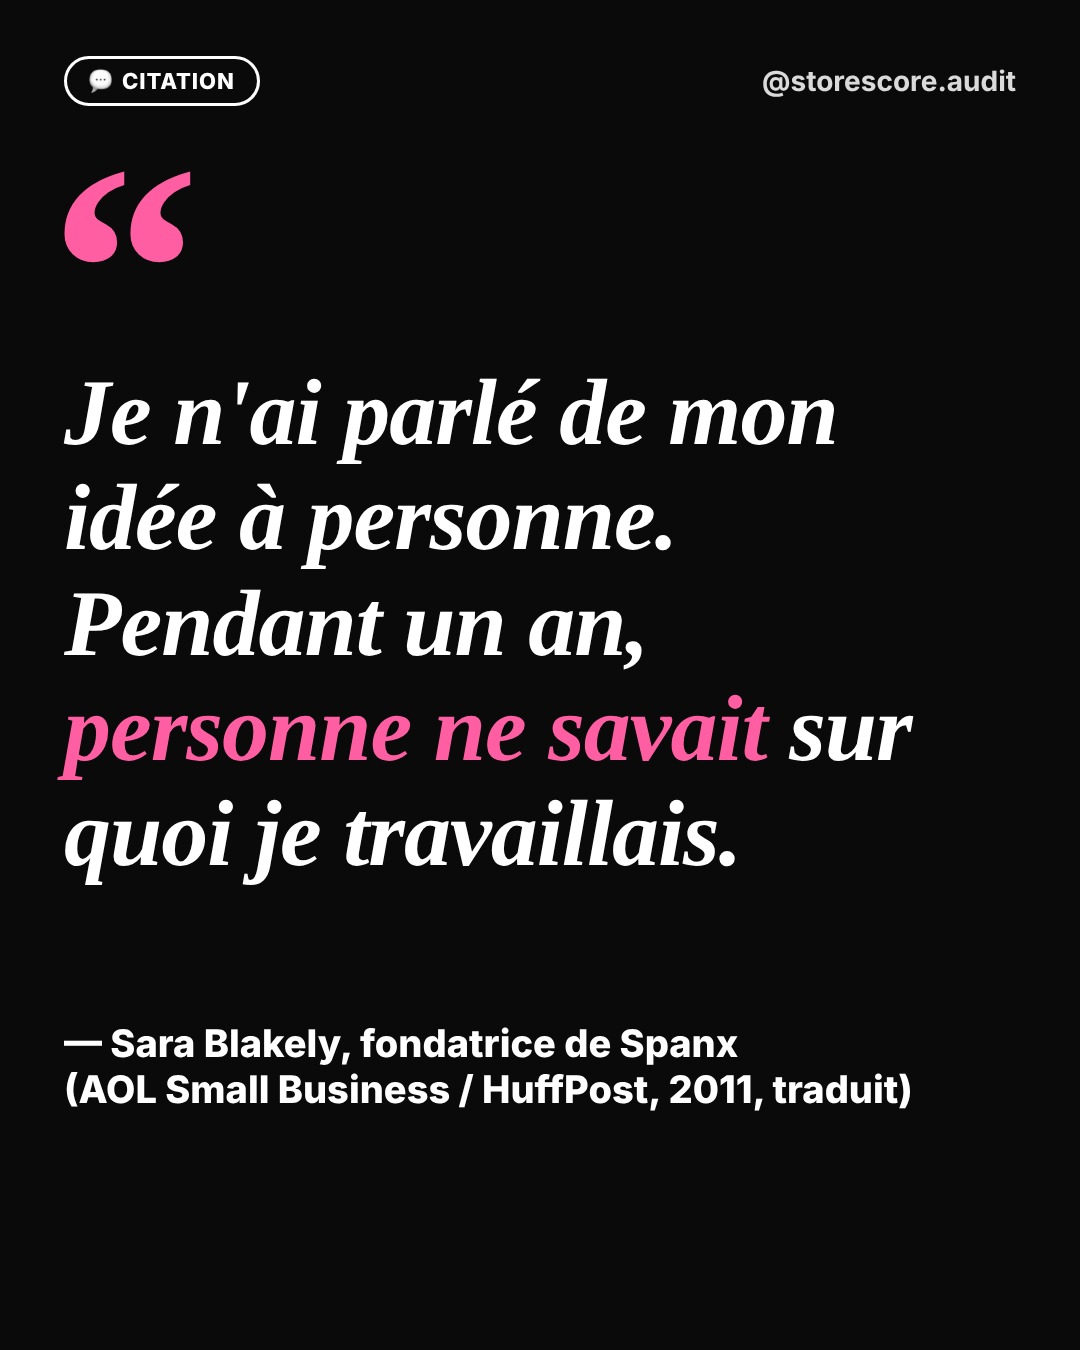 💬 CITATION
@storescore.audit
“
Je n'ai parlé de mon
idée à personne.
Pendant un an,
personne ne savait sur
quoi je travaillais.
— Sara Blakely, fondatrice de Spanx
(AOL Small Business / HuffPost, 2011, traduit)